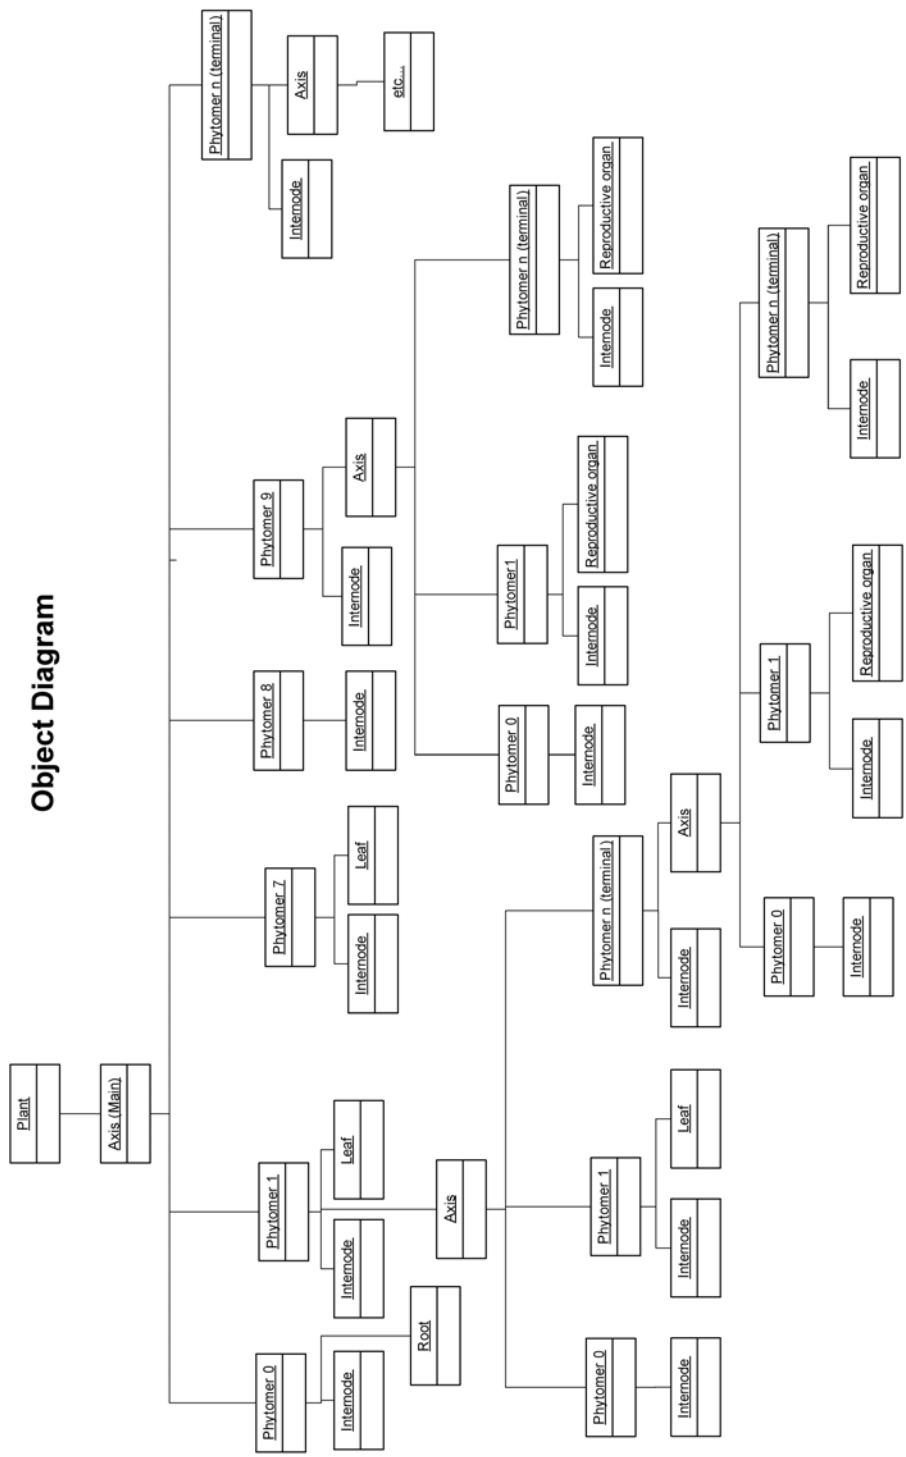 Object Diagram
Plant
Axis (Main)
Phytomer 0
Phytomer 1
Phytomer 7
Phytomer 8
Phytomer 9
Phytomer n (terminal)
Internode
Root
Internode
Leaf
Internode
Leaf
Internode
Internode
Axis
Internode
Axis
etc...
Axis
Phytomer 0
Phytomer1
Phytomer n (terminal)
Internode
Internode
Reproductive organ
Internode
Reproductive organ
Phytomer 0
Phytomer 1
Phytomer n (terminal)
Internode
Internode
Leaf
Internode
Axis
Phytomer 0
Phytomer 1
Phytomer n (terminal)
Internode
Internode
Reproductive organ
Internode
Reproductive organ